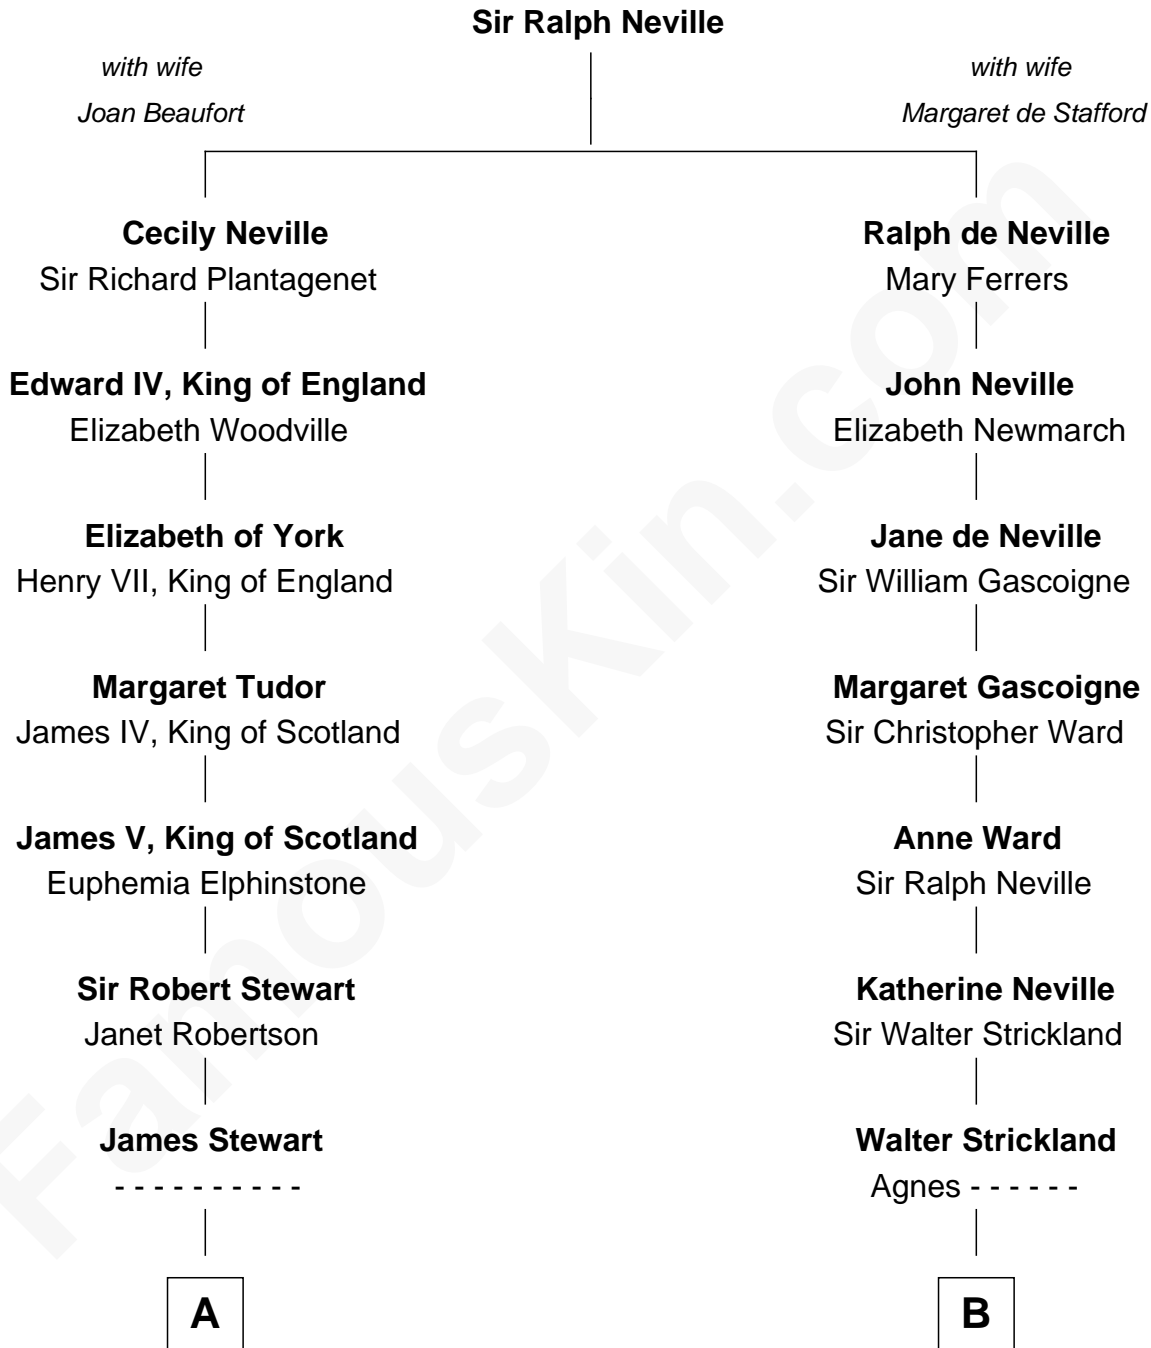 Sir Ralph Neville
with wife
Joan Beaufort
with wife
Margaret de Stafford
Cecily Neville
Sir Richard Plantagenet
Ralph de Neville
Mary Ferrers
Edward IV, King of England
Elizabeth Woodville
John Neville
Elizabeth Newmarch
Elizabeth of York
Henry VII, King of England
Jane de Neville
Sir William Gascoigne
Margaret Tudor
James IV, King of Scotland
Margaret Gascoigne
Sir Christopher Ward
James V, King of Scotland
Euphemia Elphinstone
Anne Ward
Sir Ralph Neville
Sir Robert Stewart
Janet Robertson
Katherine Neville
Sir Walter Strickland
James Stewart
- - - - - - - - - -
Walter Strickland
Agnes - - - - - -
A
B
FamousKin.com